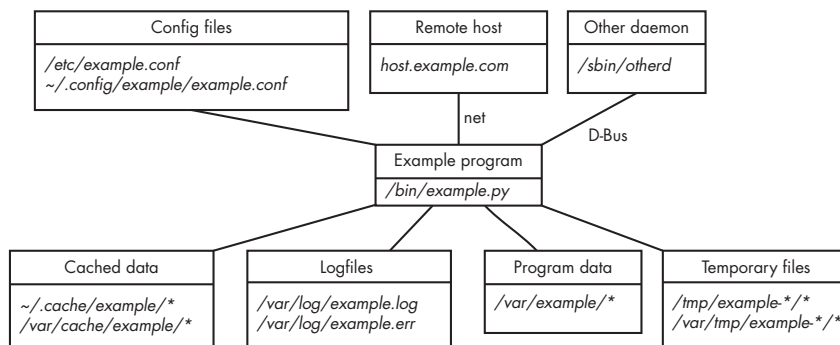 Config files
/etc/example.conf
~/.config/example/example.conf
Remote host
host.example.com
Other daemon
/sbin/otherd
net
D-Bus
Example program
/bin/example.py
Cached data
~/.cache/example/*
/var/cache/example/*
Logfiles
/var/log/example.log
/var/log/example.err
Program data
/var/example/*
Temporary files
/tmp/example-*/*
/var/tmp/example-*/*